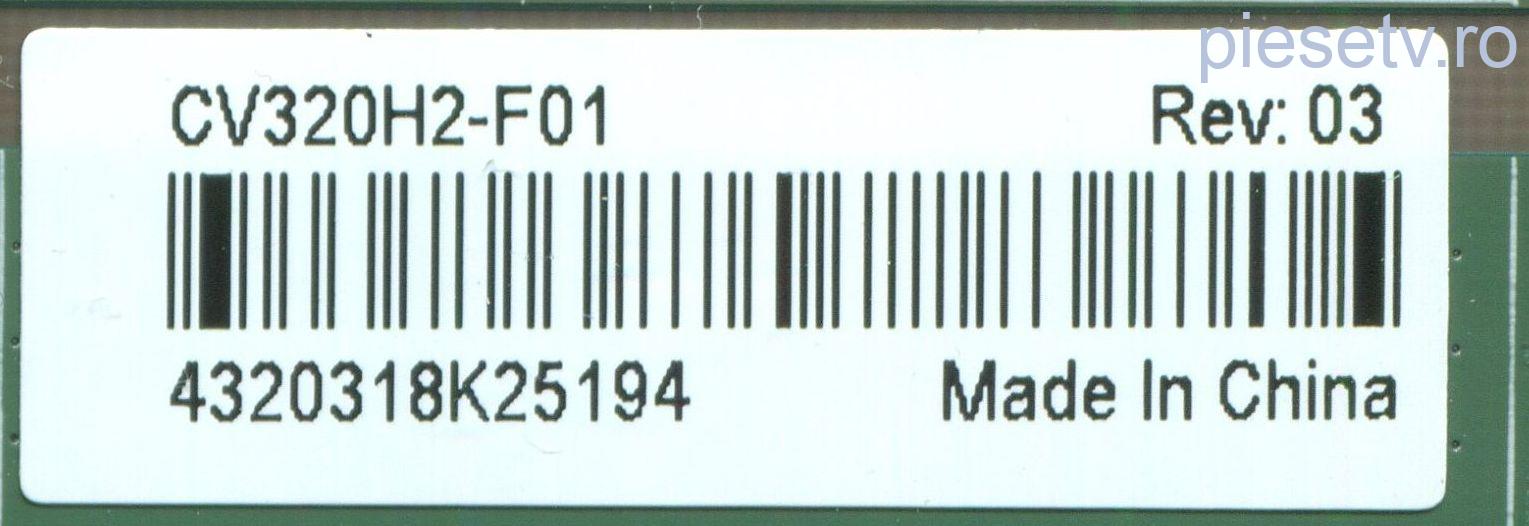 piesetv.ro
CV320H2-F01 Rev: 03
4320318K25194 Made In China